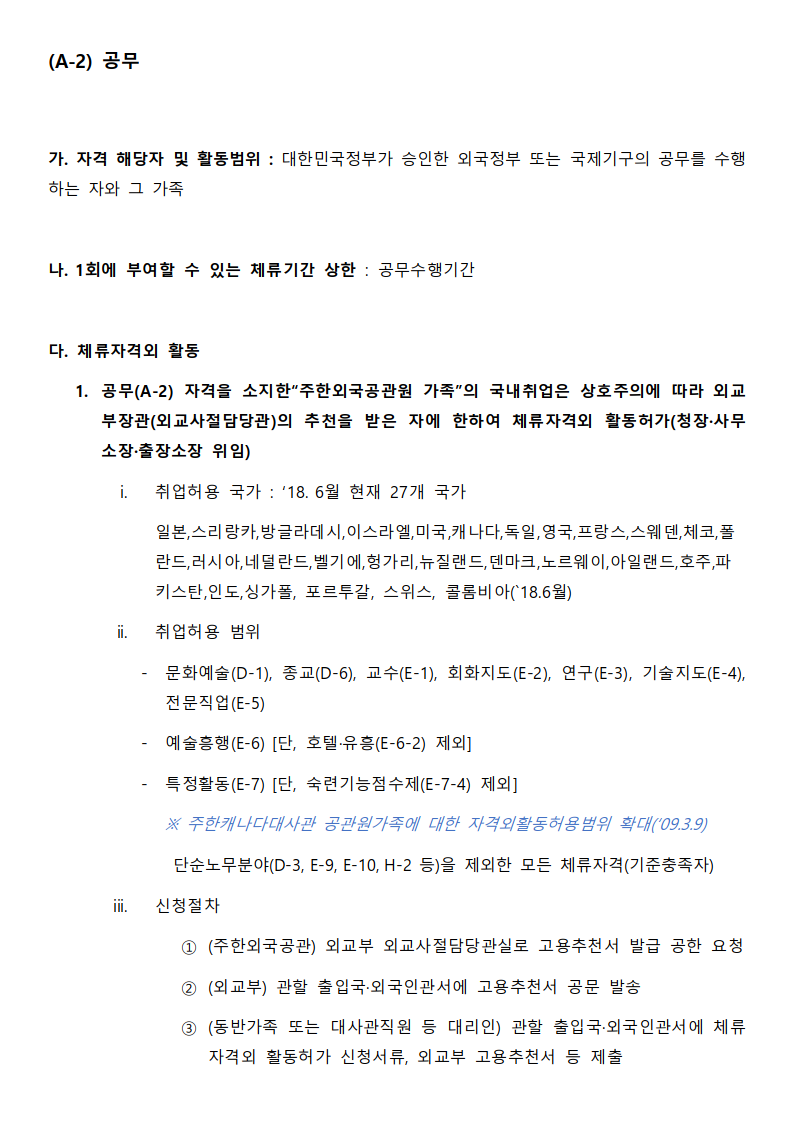 (A-2) 공무
가. 자격 해당자 및 활동범위 : 대한민국정부가 승인한 외국정부 또는 국제기구의 공무를 수행
하는 자와 그 가족
나. 1회에 부여할 수 있는 체류기간 상한 : 공무수행기간
다. 체류자격외 활동
1. 공무(A-2) 자격을 소지한“주한외국공관원 가족”의 국내취업은 상호주의에 따라 외교
부장관(외교사절담당관)의 추천을 받은 자에 한하여 체류자격외 활동허가(청장·사무
소장·출장소장 위임)
i. 취업허용 국가 : ‘18. 6월 현재 27개 국가
일본,스리랑카,방글라데시,이스라엘,미국,캐나다,독일,영국,프랑스,스웨덴,체코,폴
란드,러시아,네덜란드,벨기에,헝가리,뉴질랜드,덴마크,노르웨이,아일랜드,호주,파
키스탄,인도,싱가폴, 포르투갈, 스위스, 콜롬비아(`18.6월)
ii. 취업허용 범위
- 문화예술(D-1), 종교(D-6), 교수(E-1), 회화지도(E-2), 연구(E-3), 기술지도(E-4),
전문직업(E-5)
- 예술흥행(E-6) [단, 호텔·유흥(E-6-2) 제외]
- 특정활동(E-7) [단, 숙련기능점수제(E-7-4) 제외]
※ 주한캐나다대사관 공관원가족에 대한 자격외활동허용범위 확대(‘09.3.9)
단순노무분야(D-3, E-9, E-10, H-2 등)을 제외한 모든 체류자격(기준충족자)
iii. 신청절차
① (주한외국공관) 외교부 외교사절담당관실로 고용추천서 발급 공한 요청
② (외교부) 관할 출입국·외국인관서에 고용추천서 공문 발송
③ (동반가족 또는 대사관직원 등 대리인) 관할 출입국·외국인관서에 체류
자격외 활동허가 신청서류, 외교부 고용추천서 등 제출